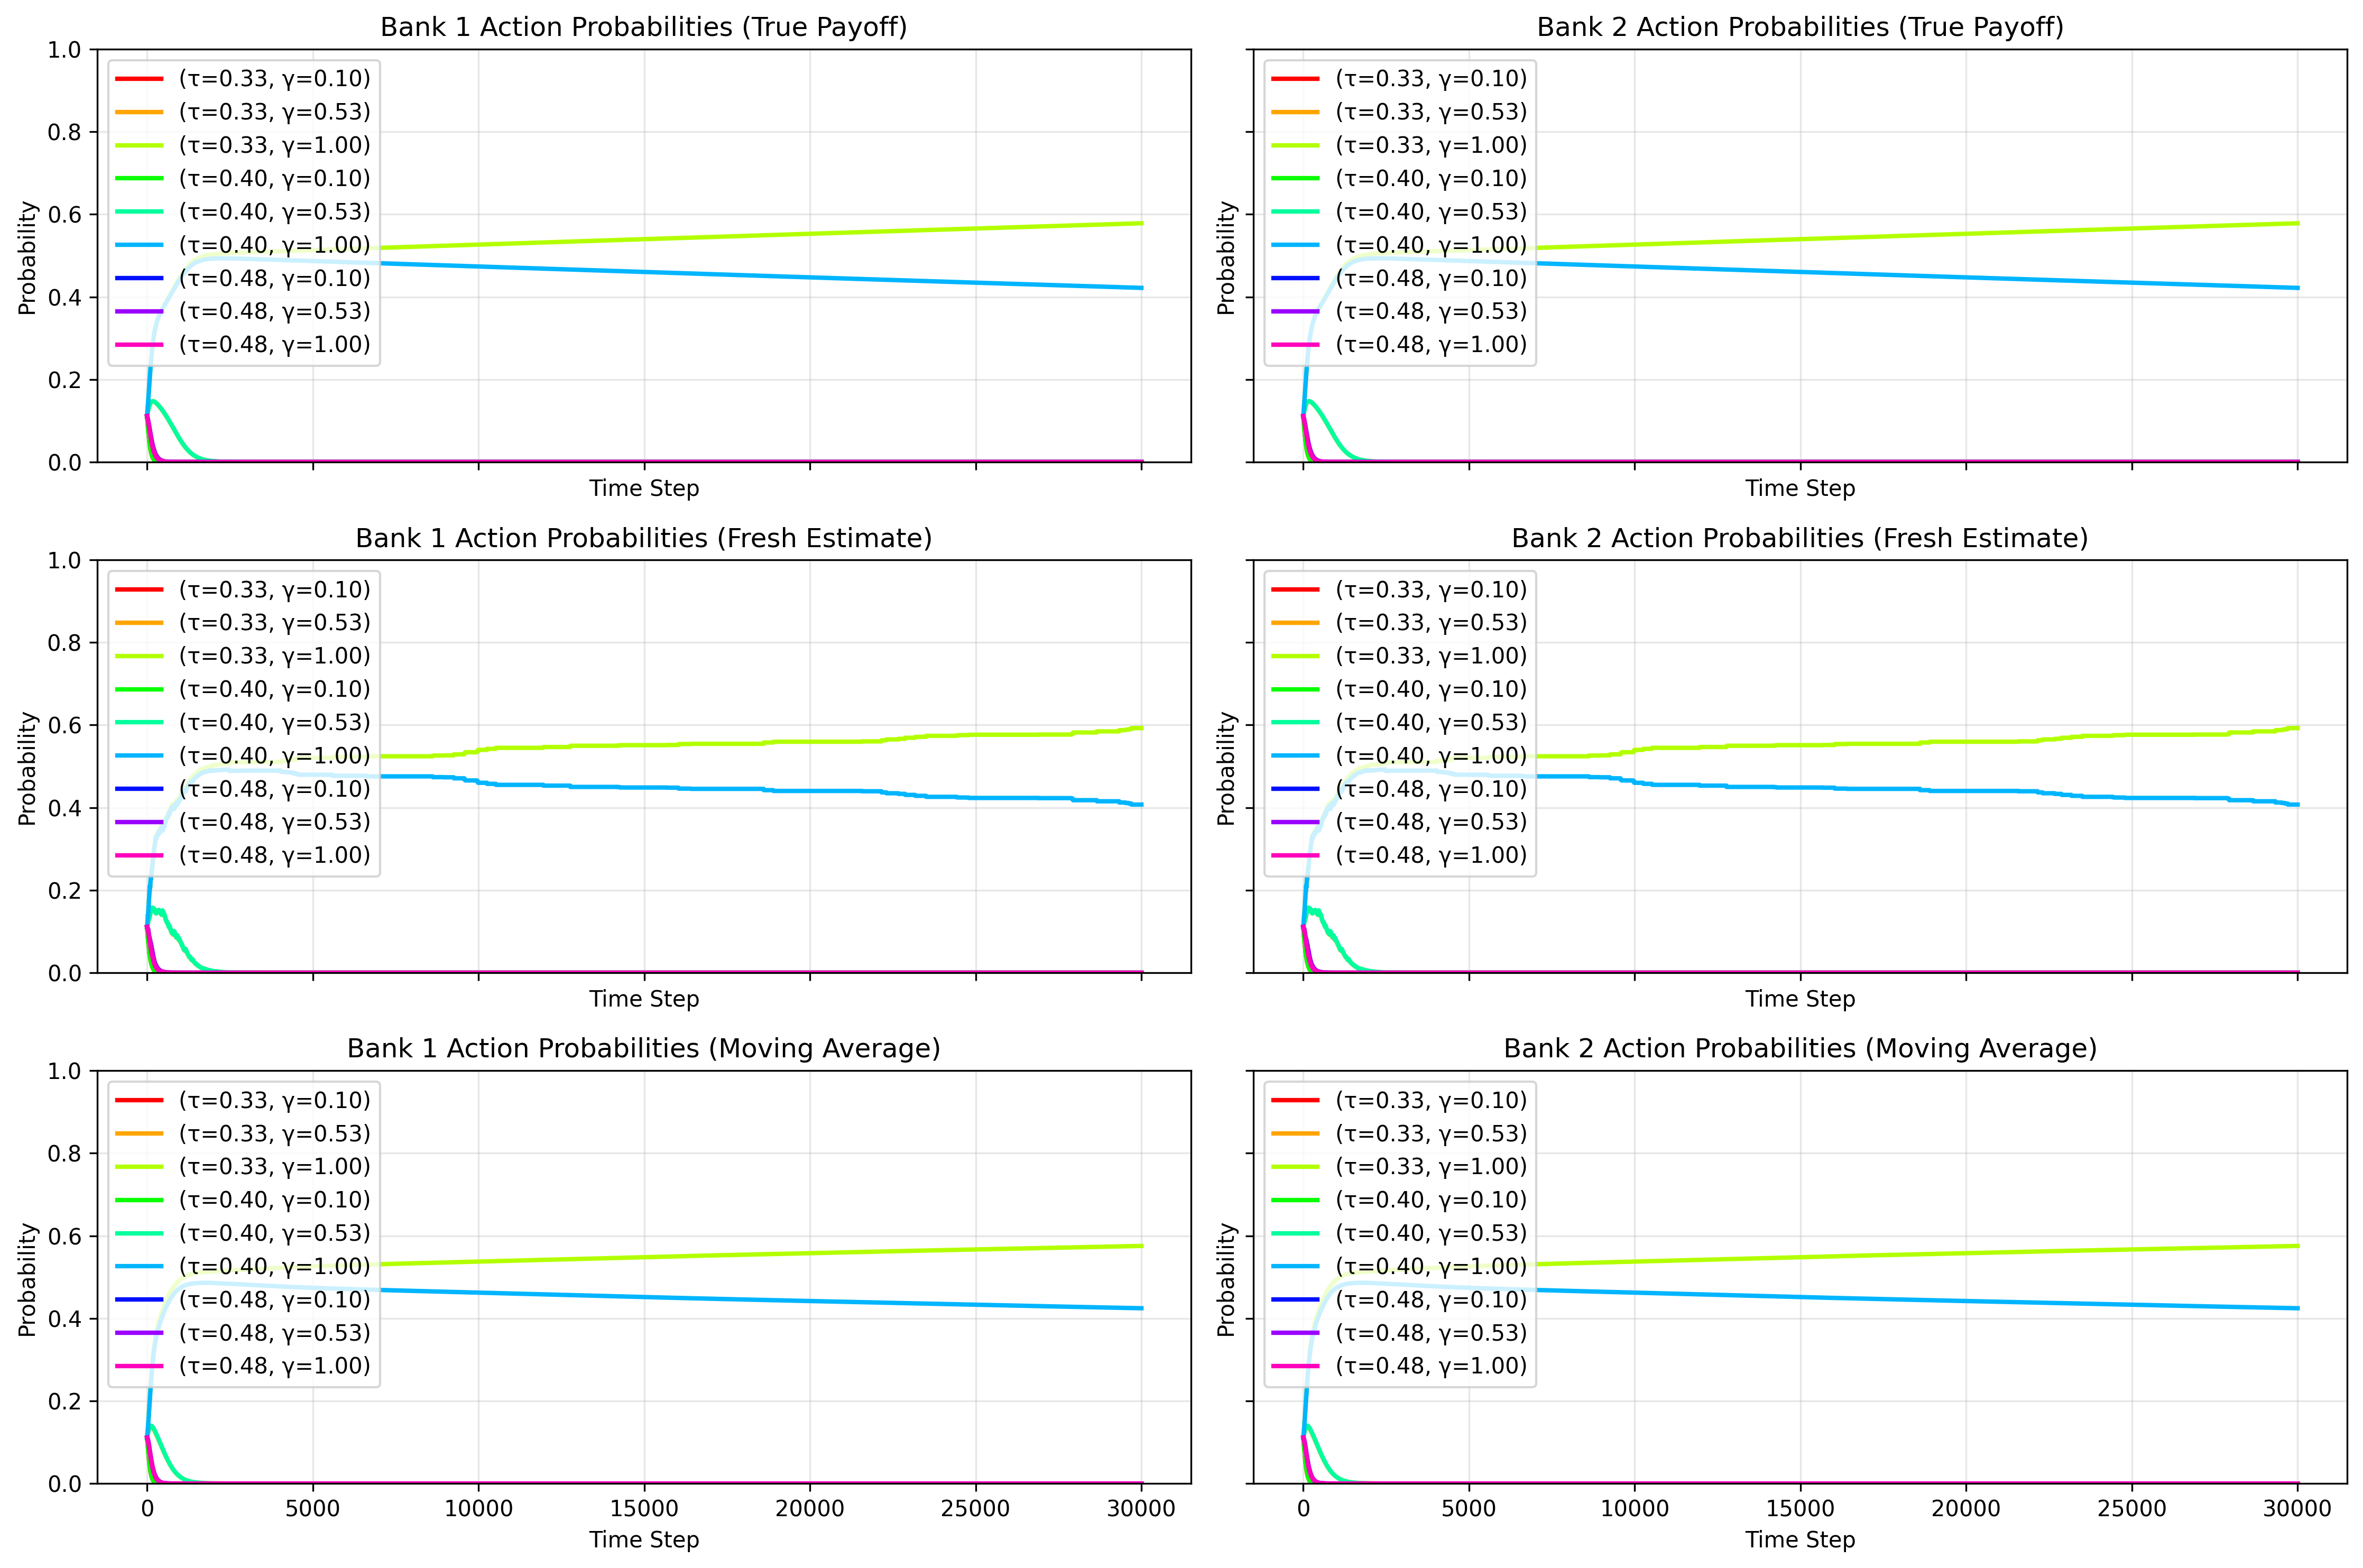 Bank 1 Action Probabilities (True Payoff)
1.0
0.8
0.6
0.4
0.2
0.0
Probability
(τ=0.33, γ=0.10)
(τ=0.33, γ=0.53)
(τ=0.33, γ=1.00)
(τ=0.40, γ=0.10)
(τ=0.40, γ=0.53)
(τ=0.40, γ=1.00)
(τ=0.48, γ=0.10)
(τ=0.48, γ=0.53)
(τ=0.48, γ=1.00)
Time Step
Bank 2 Action Probabilities (True Payoff)
Probability
(τ=0.33, γ=0.10)
(τ=0.33, γ=0.53)
(τ=0.33, γ=1.00)
(τ=0.40, γ=0.10)
(τ=0.40, γ=0.53)
(τ=0.40, γ=1.00)
(τ=0.48, γ=0.10)
(τ=0.48, γ=0.53)
(τ=0.48, γ=1.00)
Time Step
Bank 1 Action Probabilities (Fresh Estimate)
1.0
0.8
0.6
0.4
0.2
0.0
Probability
(τ=0.33, γ=0.10)
(τ=0.33, γ=0.53)
(τ=0.33, γ=1.00)
(τ=0.40, γ=0.10)
(τ=0.40, γ=0.53)
(τ=0.40, γ=1.00)
(τ=0.48, γ=0.10)
(τ=0.48, γ=0.53)
(τ=0.48, γ=1.00)
Time Step
Bank 2 Action Probabilities (Fresh Estimate)
Probability
(τ=0.33, γ=0.10)
(τ=0.33, γ=0.53)
(τ=0.33, γ=1.00)
(τ=0.40, γ=0.10)
(τ=0.40, γ=0.53)
(τ=0.40, γ=1.00)
(τ=0.48, γ=0.10)
(τ=0.48, γ=0.53)
(τ=0.48, γ=1.00)
Time Step
Bank 1 Action Probabilities (Moving Average)
1.0
0.8
0.6
0.4
0.2
0.0
Probability
(τ=0.33, γ=0.10)
(τ=0.33, γ=0.53)
(τ=0.33, γ=1.00)
(τ=0.40, γ=0.10)
(τ=0.40, γ=0.53)
(τ=0.40, γ=1.00)
(τ=0.48, γ=0.10)
(τ=0.48, γ=0.53)
(τ=0.48, γ=1.00)
0 5000 10000 15000 20000 25000 30000
Time Step
Bank 2 Action Probabilities (Moving Average)
Probability
(τ=0.33, γ=0.10)
(τ=0.33, γ=0.53)
(τ=0.33, γ=1.00)
(τ=0.40, γ=0.10)
(τ=0.40, γ=0.53)
(τ=0.40, γ=1.00)
(τ=0.48, γ=0.10)
(τ=0.48, γ=0.53)
(τ=0.48, γ=1.00)
0 5000 10000 15000 20000 25000 30000
Time Step